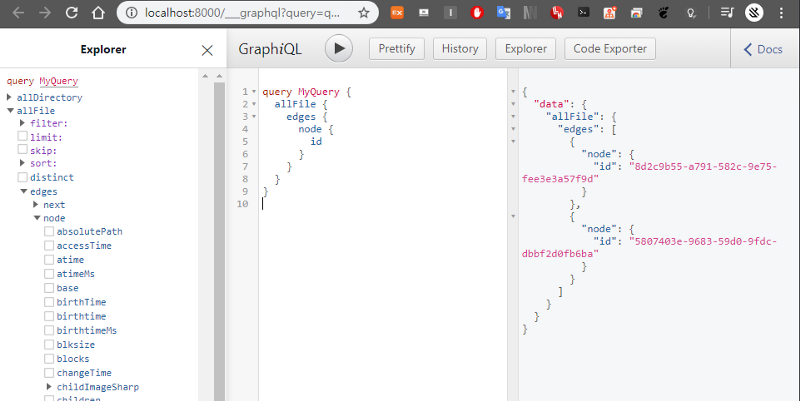 localhost:8000/___graphql?query=q...
Explorer
GraphiQL
Prettify
History
Explorer
Code Exporter
Docs
query MyQuery
allDirectory
allFile
filter:
limit:
skip:
sort:
distinct
edges
next
node
absolutePath
accessTime
atime
atimeMs
base
birthTime
birthtime
birthtimeMs
blksize
blocks
changeTime
childImageSharp
children
1 query MyQuery {
2 allFile {
3 edges {
4 node {
5 id
6 }
7 }
8 }
9 }
10
{
"data": {
"allFile": {
"edges": [
{
"node": {
"id": "8d2c9b55-a791-582c-9e75-
fee3e3a57f9d"
}
},
{
"node": {
"id": "5807403e-9683-59d0-9fdc-
dbbf2d0fb6ba"
}
}
]
}
}
}